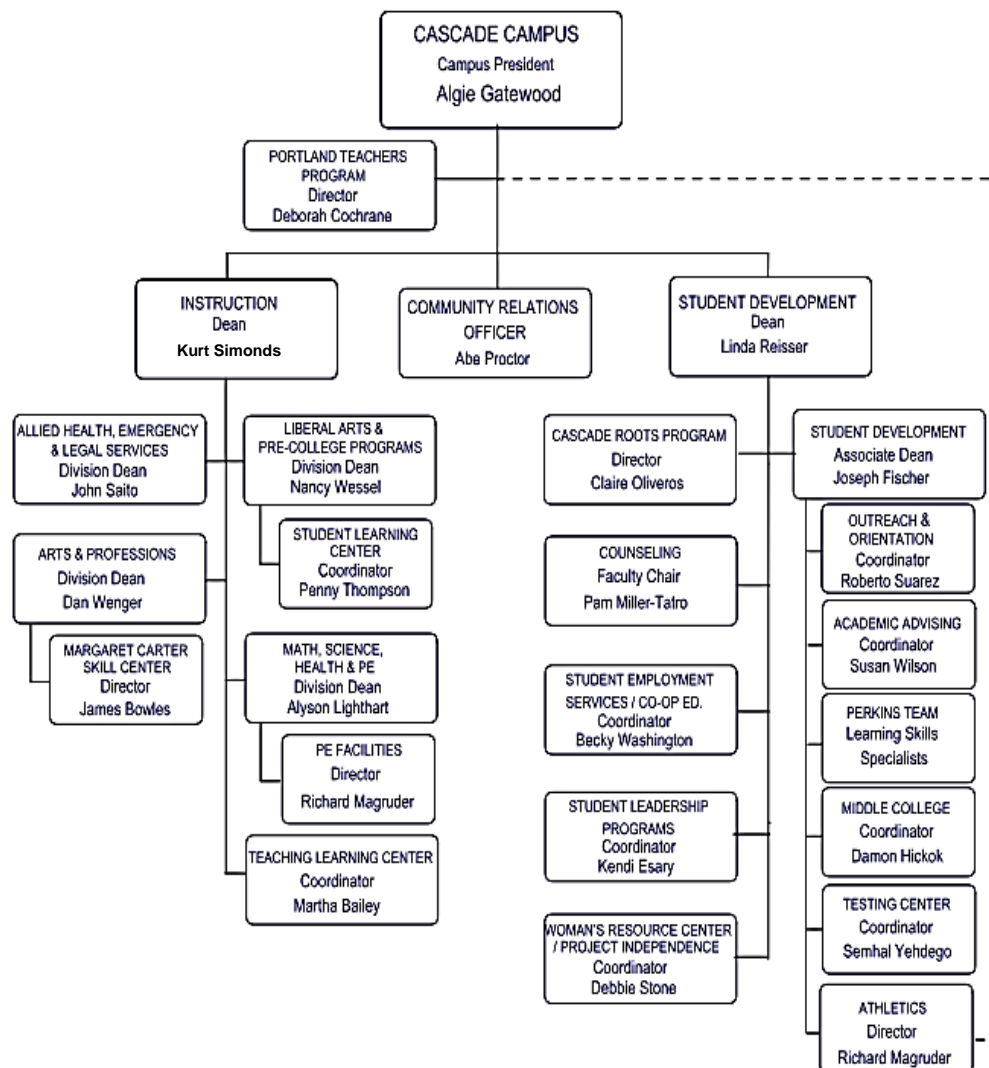 CASCADE CAMPUS
Campus President
Algie Gatewood
PORTLAND TEACHERS
PROGRAM
Director
Deborah Cochrane
INSTRUCTION
Dean
Kurt Simonds
COMMUNITY RELATIONS
OFFICER
Abe Proctor
STUDENT DEVELOPMENT
Dean
Linda Reisser
ALLIED HEALTH, EMERGENCY
& LEGAL SERVICES
Division Dean
John Saito
LIBERAL ARTS &
PRE-COLLEGE PROGRAMS
Division Dean
Nancy Wessel
STUDENT LEARNING
CENTER
Coordinator
Penny Thompson
ARTS & PROFESSIONS
Division Dean
Dan Wenger
MARGARET CARTER
SKILL CENTER
Director
James Bowles
MATH, SCIENCE,
HEALTH & PE
Division Dean
Alyson Lighthart
PE FACILITIES
Director
Richard Magruder
TEACHING LEARNING CENTER
Coordinator
Martha Bailey
CASCADE ROOTS PROGRAM
Director
Claire Oliveros
COUNSELING
Faculty Chair
Pam Miller-Tatro
STUDENT EMPLOYMENT
SERVICES / CO-OP ED.
Coordinator
Becky Washington
STUDENT LEADERSHIP
PROGRAMS
Coordinator
Kendi Esary
WOMAN'S RESOURCE CENTER
/ PROJECT INDEPENDENCE
Coordinator
Debbie Stone
STUDENT DEVELOPMENT
Associate Dean
Joseph Fischer
OUTREACH &
ORIENTATION
Coordinator
Roberto Suarez
ACADEMIC ADVISING
Coordinator
Susan Wilson
PERKINS TEAM
Learning Skills
Specialists
MIDDLE COLLEGE
Coordinator
Damon Hickok
TESTING CENTER
Coordinator
Semhal Yehdego
ATHLETICS
Director
Richard Magruder